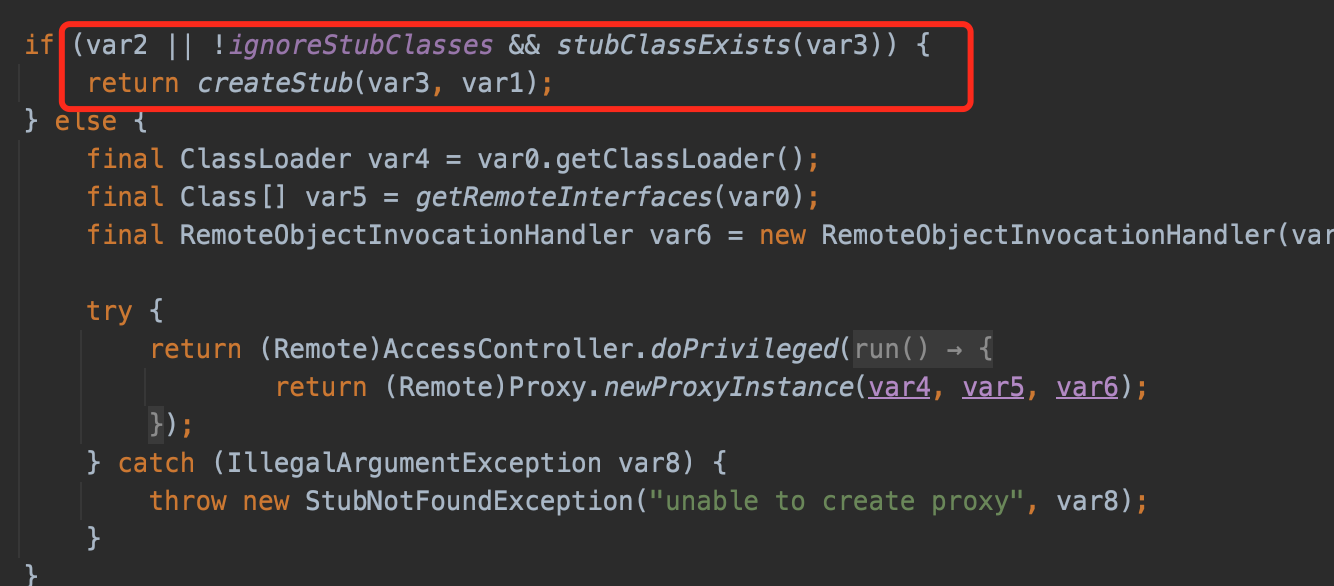 if (var2 || !ignoreStubClasses && stubClassExists(var3)) {
    return createStub(var3, var1);
} else {
    final ClassLoader var4 = var0.getClassLoader();
    final Class[] var5 = getRemoteInterfaces(var0);
    final RemoteObjectInvocationHandler var6 = new RemoteObjectInvocationHandler(var
    try {
        return (Remote)AccessController.doPrivileged(run() → {
                return (Remote)Proxy.newProxyInstance(var4, var5, var6);
        });
    } catch (IllegalArgumentException var8) {
        throw new StubNotFoundException("unable to create proxy", var8);
    }
}